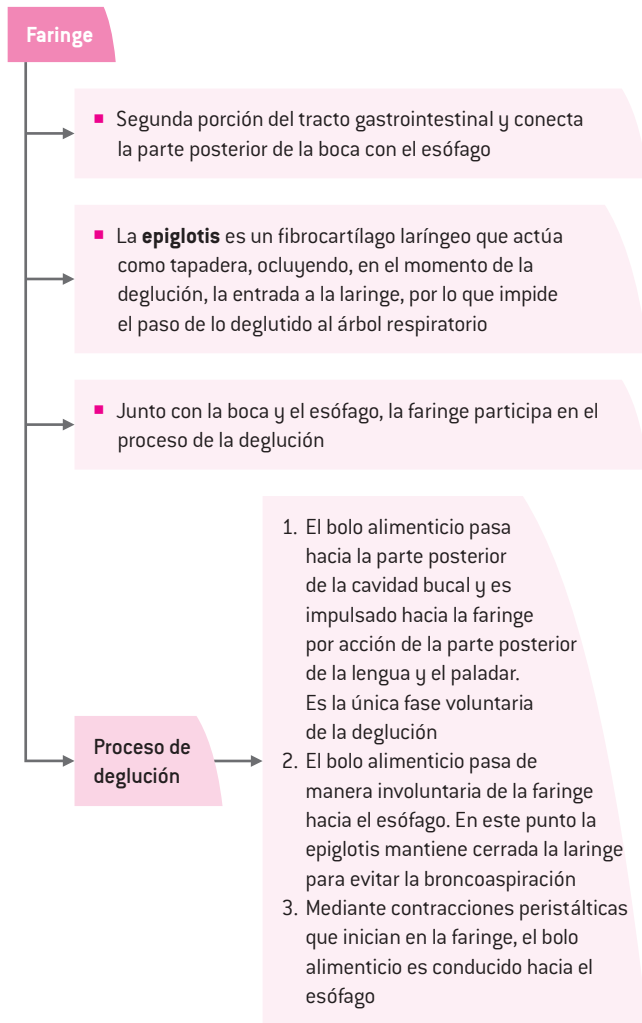 Faringe
▪ Segunda porción del tracto gastrointestinal y conecta
la parte posterior de la boca con el esófago
▪ La epiglotis es un fibrocartílago laríngeo que actúa
como tapadera, ocluyendo, en el momento de la
deglución, la entrada a la laringe, por lo que impide
el paso de lo deglutido al árbol respiratorio
▪ Junto con la boca y el esófago, la faringe participa en el
proceso de la deglución
Proceso de
deglución
1. El bolo alimenticio pasa
hacia la parte posterior
de la cavidad bucal y es
impulsado hacia la faringe
por acción de la parte posterior
de la lengua y el paladar.
Es la única fase voluntaria
de la deglución
2. El bolo alimenticio pasa de
manera involuntaria de la faringe
hacia el esófago. En este punto la
epiglotis mantiene cerrada la laringe
para evitar la broncoaspiración
3. Mediante contracciones peristálticas
que inician en la faringe, el bolo
alimenticio es conducido hacia el
esófago